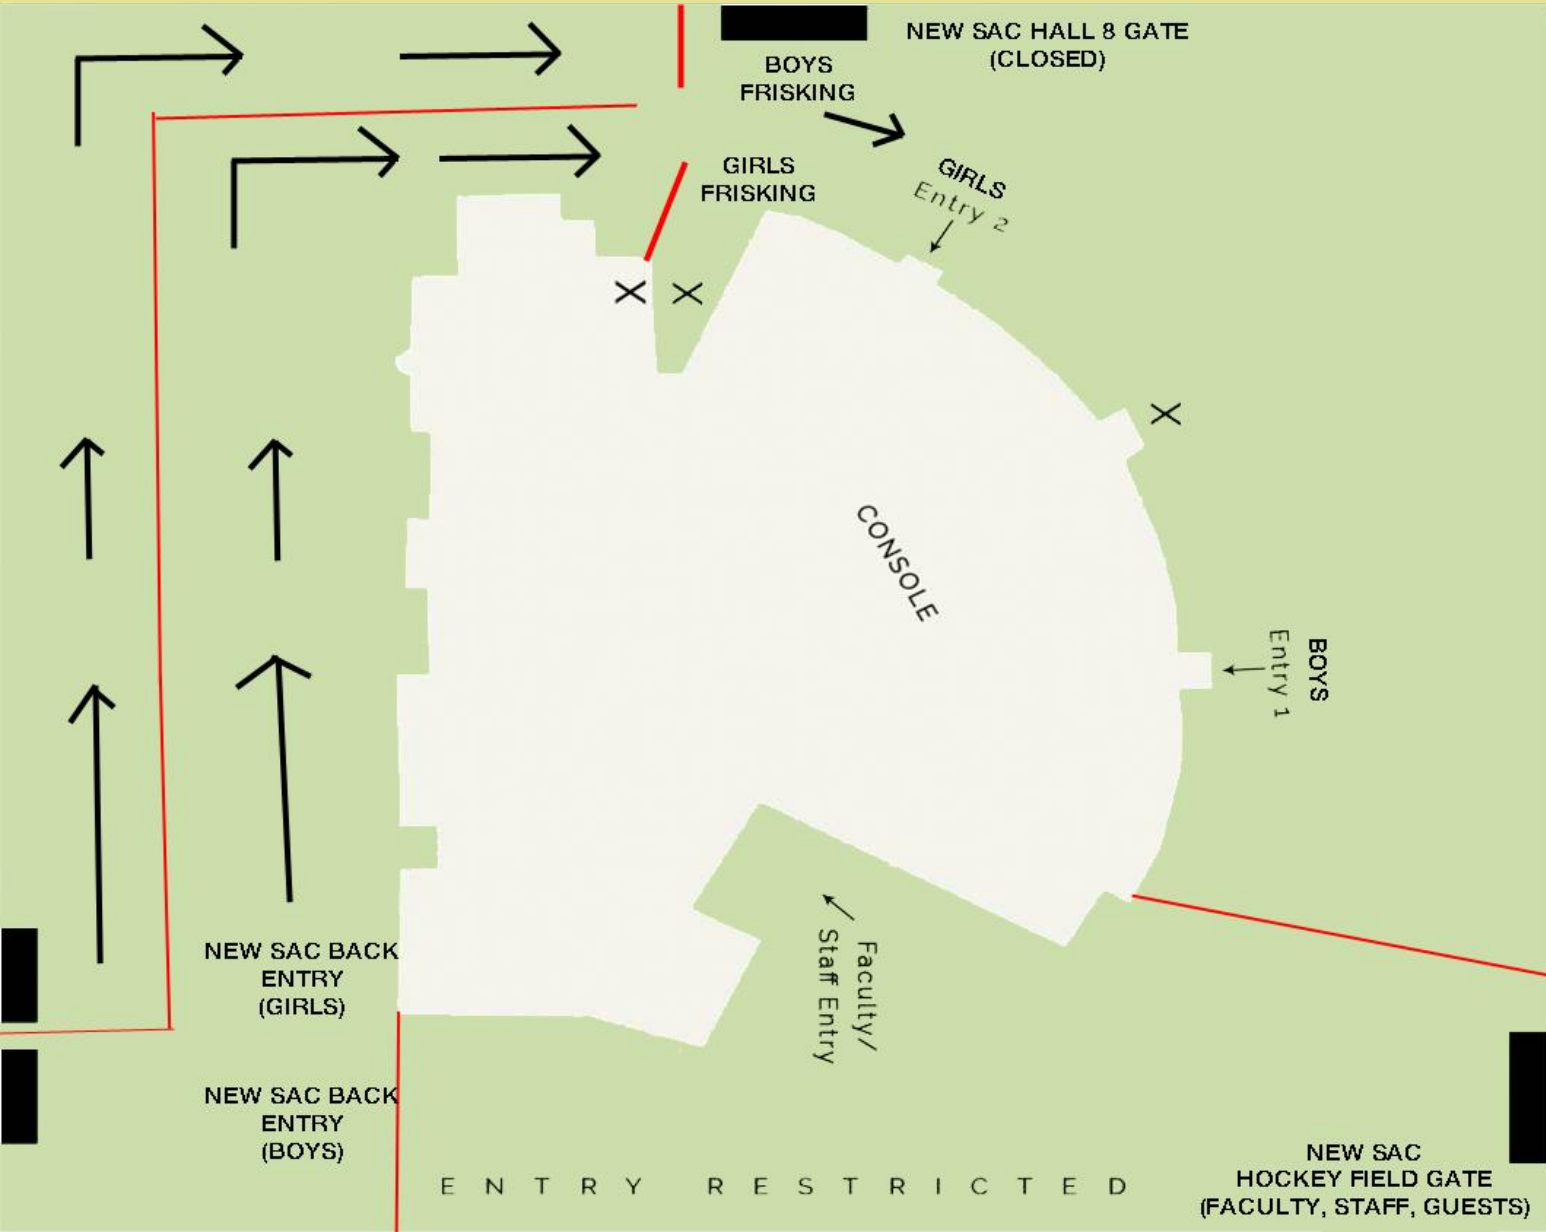 NEW SAC HALL 8 GATE
(CLOSED)
BOYS
FRISKING
GIRLS
FRISKING
GIRLS
Entry 2
X X
X
CONSOLE
BOYS
Entry 1
NEW SAC BACK
ENTRY
(GIRLS)
Faculty/
Staff Entry
NEW SAC BACK
ENTRY
(BOYS)
NEW SAC
HOCKEY FIELD GATE
(FACULTY, STAFF, GUESTS)
ENTRY RESTRICTED